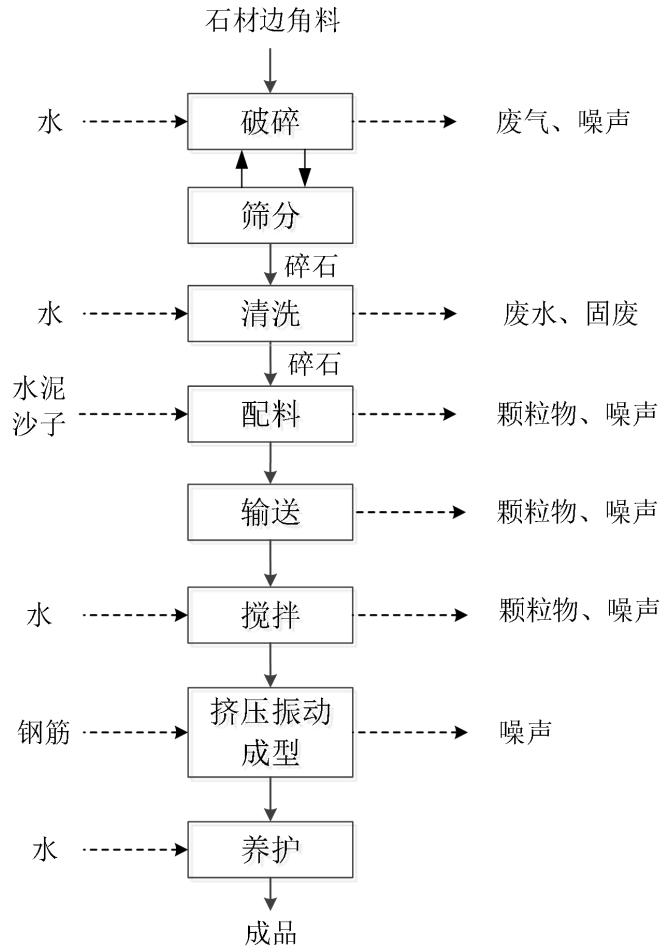 石材边角料
水
破碎
废气、噪声
筛分
碎石
水
清洗
废水、固废
碎石
水泥
沙子
配料
颗粒物、噪声
输送
颗粒物、噪声
水
搅拌
颗粒物、噪声
钢筋
挤压振动
成型
噪声
水
养护
成品